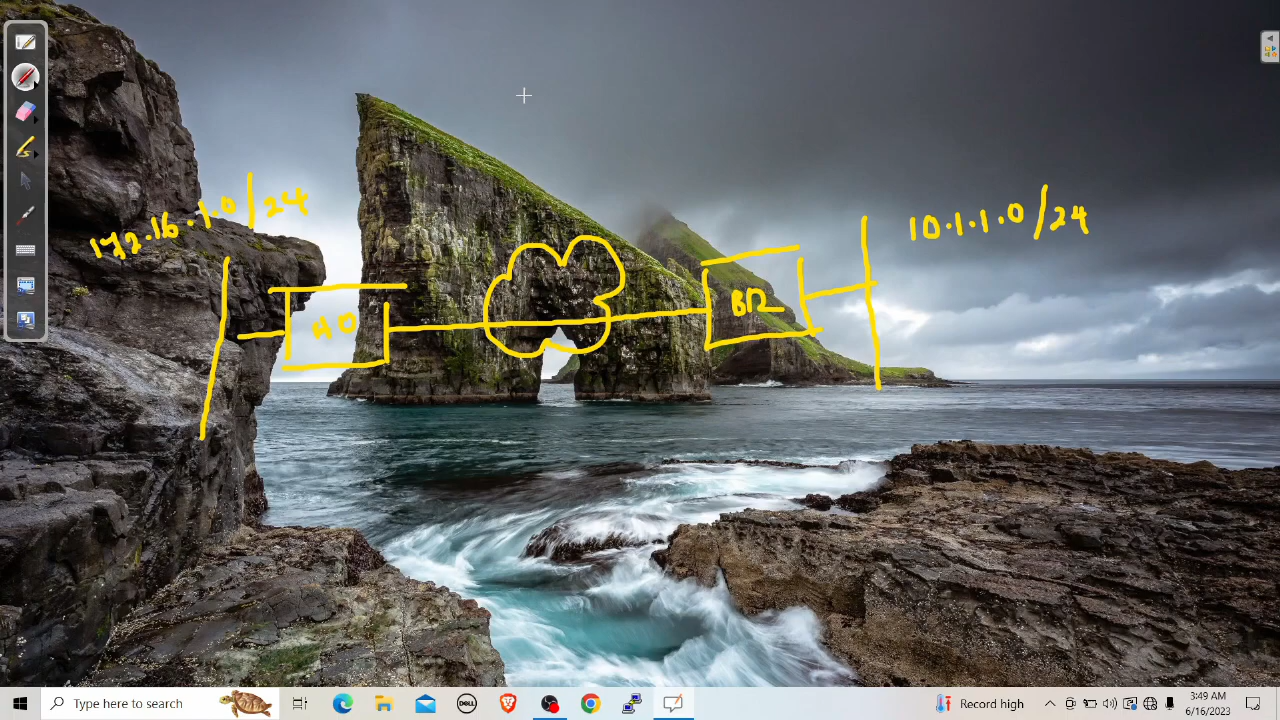 172.16.1.0/24
10.1.1.0/24
HO
BR
Type here to search
DELL
Record high
3:49 AM
6/16/2023